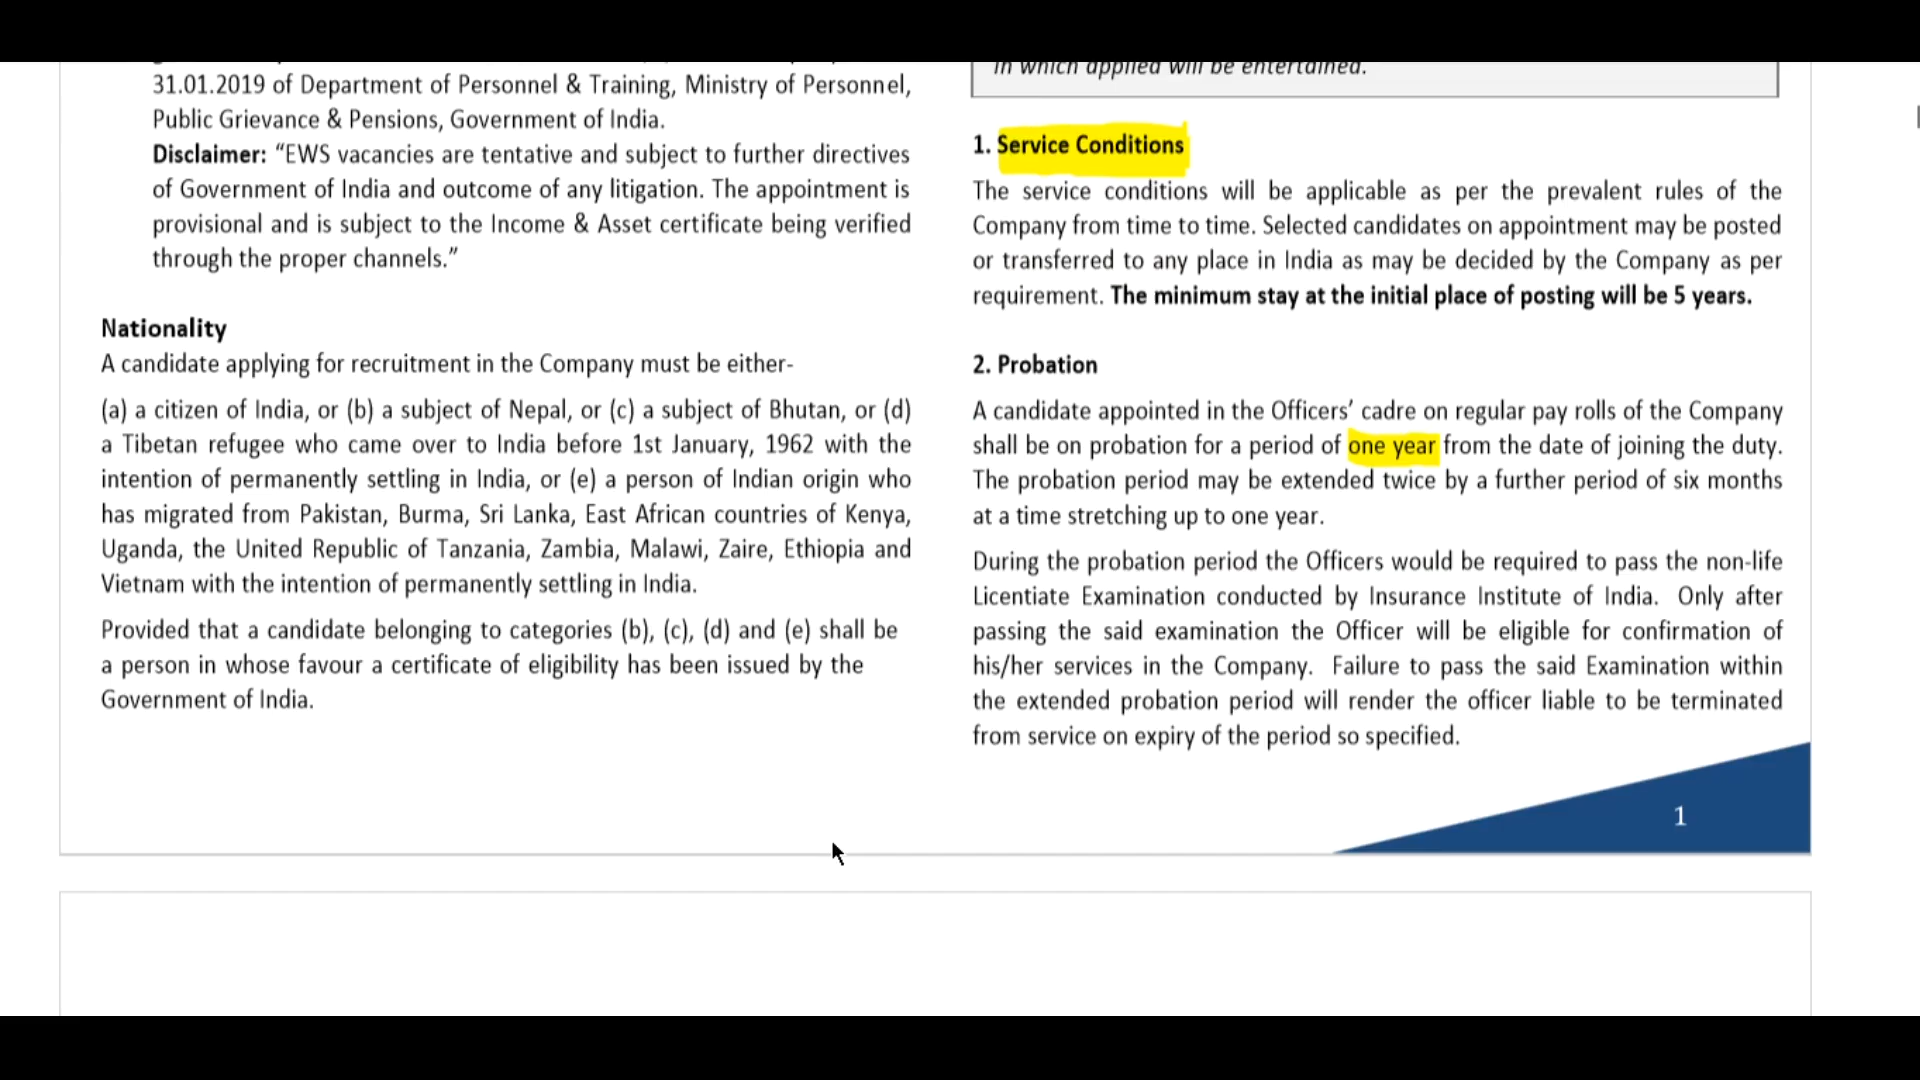 31.01.2019 of Department of Personnel & Training, Ministry of Personnel,
Public Grievance & Pensions, Government of India.
Disclaimer: “EWS vacancies are tentative and subject to further directives
of Government of India and outcome of any litigation. The appointment is
provisional and is subject to the Income & Asset certificate being verified
through the proper channels.”
Nationality
A candidate applying for recruitment in the Company must be either-
(a) a citizen of India, or (b) a subject of Nepal, or (c) a subject of Bhutan, or (d)
a Tibetan refugee who came over to India before 1st January, 1962 with the
intention of permanently settling in India, or (e) a person of Indian origin who
has migrated from Pakistan, Burma, Sri Lanka, East African countries of Kenya,
Uganda, the United Republic of Tanzania, Zambia, Malawi, Zaire, Ethiopia and
Vietnam with the intention of permanently settling in India.
Provided that a candidate belonging to categories (b), (c), (d) and (e) shall be
a person in whose favour a certificate of eligibility has been issued by the
Government of India.
in which applied will be entertained.
1. Service Conditions
The service conditions will be applicable as per the prevalent rules of the
Company from time to time. Selected candidates on appointment may be posted
or transferred to any place in India as may be decided by the Company as per
requirement. The minimum stay at the initial place of posting will be 5 years.
2. Probation
A candidate appointed in the Officers’ cadre on regular pay rolls of the Company
shall be on probation for a period of one year from the date of joining the duty.
The probation period may be extended twice by a further period of six months
at a time stretching up to one year.
During the probation period the Officers would be required to pass the non-life
Licentiate Examination conducted by Insurance Institute of India. Only after
passing the said examination the Officer will be eligible for confirmation of
his/her services in the Company. Failure to pass the said Examination within
the extended probation period will render the officer liable to be terminated
from service on expiry of the period so specified.
1